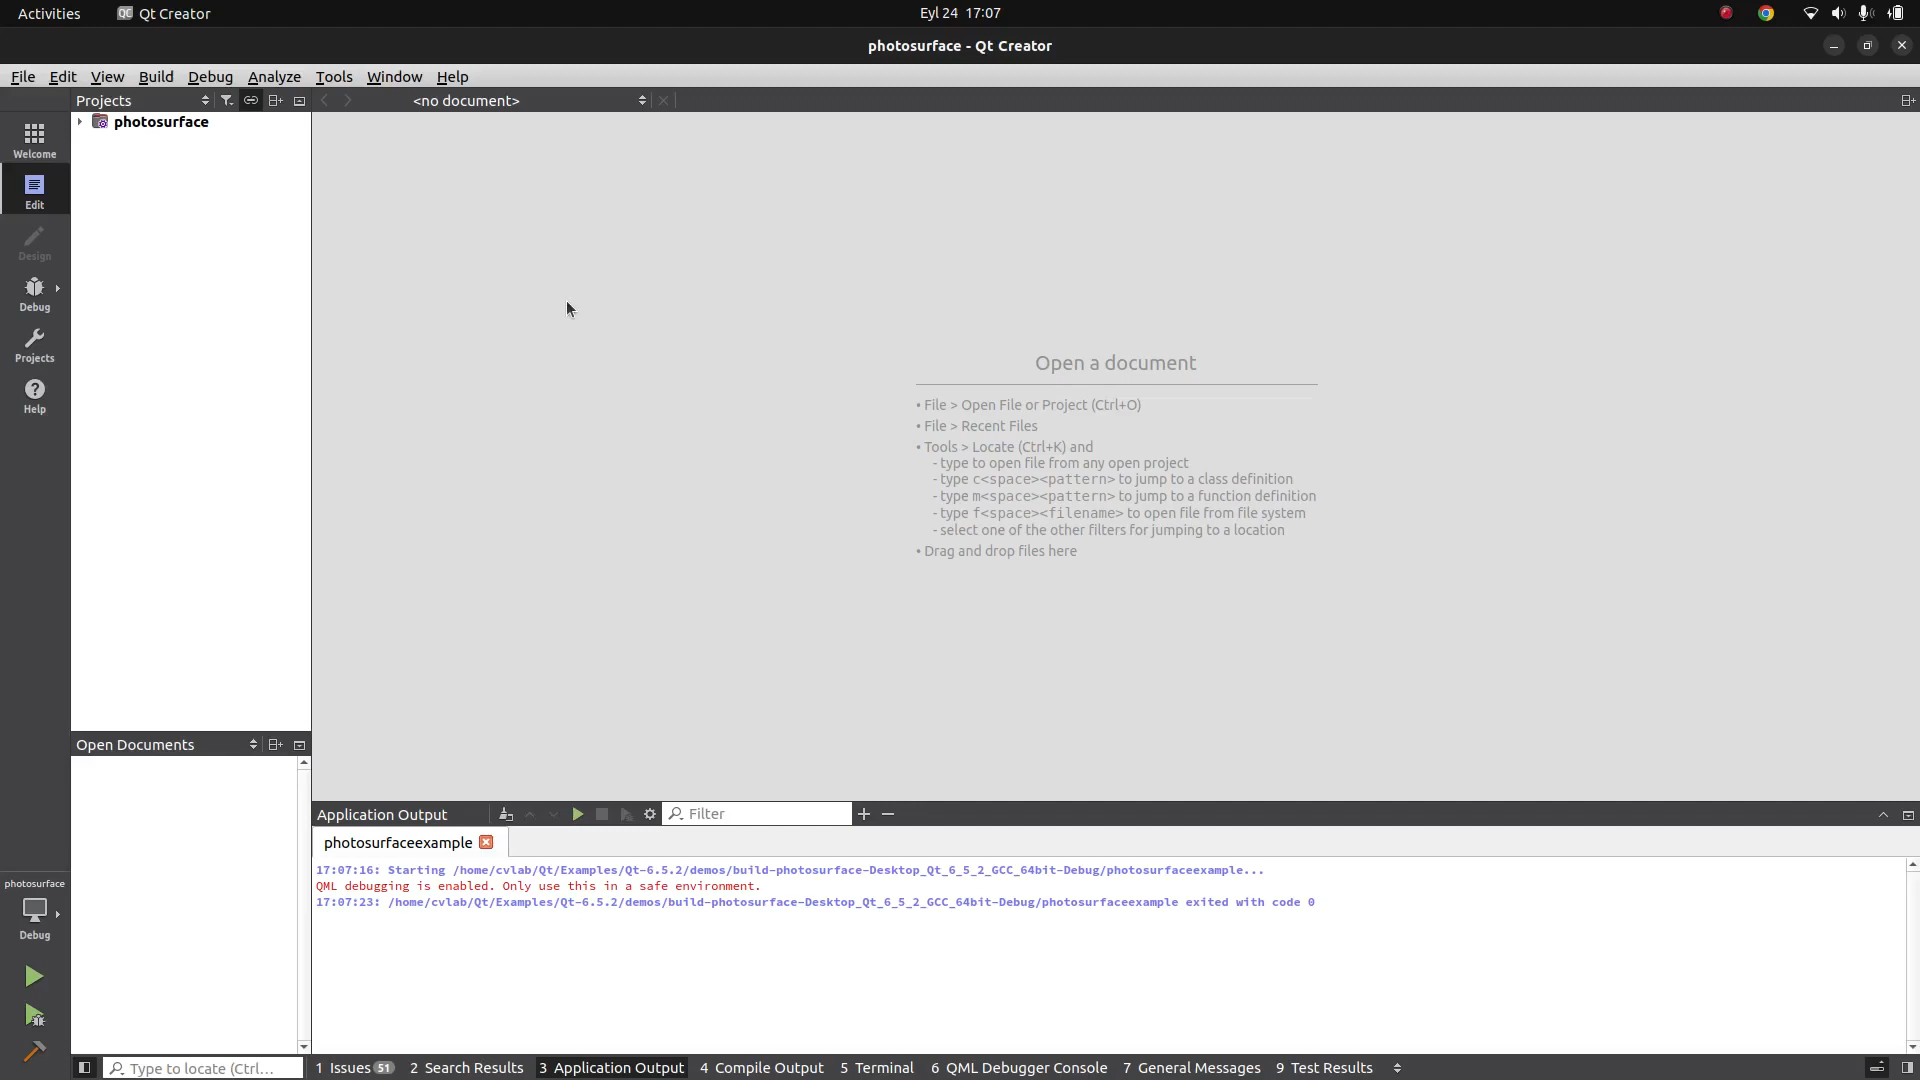 Activities QC Qt Creator Eyl 24 17:07
photosurface - Qt Creator
File Edit View Build Debug Analyze Tools Window Help
Projects <no document>
photosurface
Welcome
Edit
Design
Debug
Projects
Help
Open a document
• File > Open File or Project (Ctrl+O)
• File > Recent Files
• Tools > Locate (Ctrl+K) and
- type to open file from any open project
- type c<space><pattern> to jump to a class definition
- type m<space><pattern> to jump to a function definition
- type f<space><filename> to open file from file system
- select one of the other filters for jumping to a location
• Drag and drop files here
Open Documents
Application Output Filter
photosurfaceexample
17:07:16: Starting /home/cvlab/Qt/Examples/Qt-6.5.2/demos/build-photosurface-Desktop_Qt_6_5_2_GCC_64bit-Debug/photosurfaceexample...
QML debugging is enabled. Only use this in a safe environment.
17:07:23: /home/cvlab/Qt/Examples/Qt-6.5.2/demos/build-photosurface-Desktop_Qt_6_5_2_GCC_64bit-Debug/photosurfaceexample exited with code 0
photosurface
Debug
Type to locate (Ctrl... 1 Issues 51 2 Search Results 3 Application Output 4 Compile Output 5 Terminal 6 QML Debugger Console 7 General Messages 9 Test Results